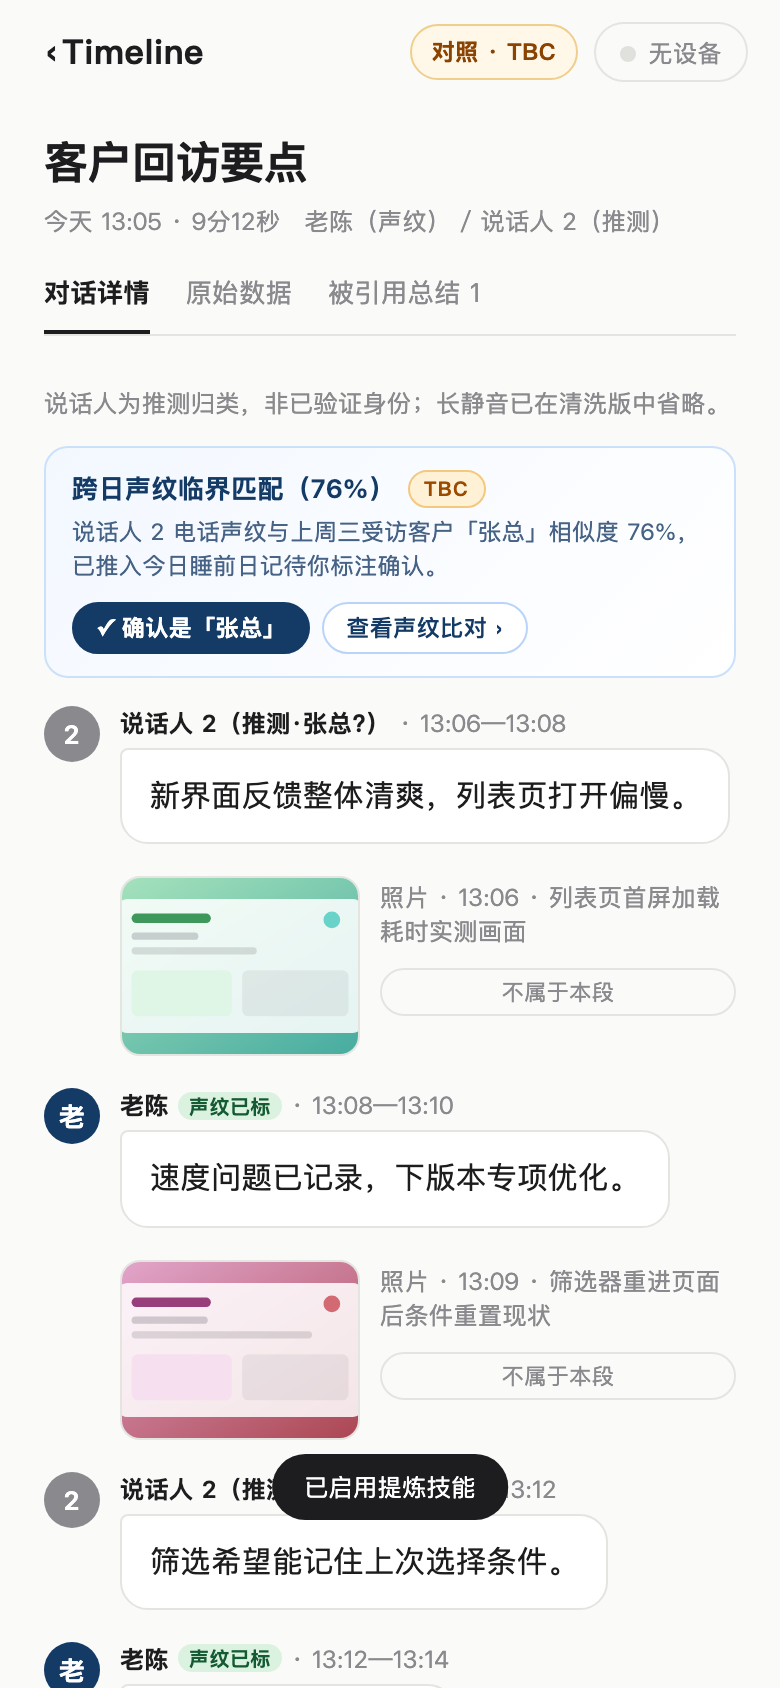 ‹ Timeline
对照 · TBC
无设备
客户回访要点
今天 13:05 · 9分12秒 老陈（声纹） / 说话人 2（推测）
对话详情 原始数据 被引用总结 1
说话人为推测归类，非已验证身份；长静音已在清洗版中省略。
跨日声纹临界匹配（76%） TBC
说话人 2 电话声纹与上周三受访客户「张总」相似度 76%，
已推入今日睡前日记待你标注确认。
✓ 确认是「张总」 查看声纹比对 ›
2 说话人 2（推测·张总?） · 13:06—13:08
新界面反馈整体清爽，列表页打开偏慢。
照片 · 13:06 · 列表页首屏加载
耗时实测画面
不属于本段
老 老陈 声纹已标 · 13:08—13:10
速度问题已记录，下版本专项优化。
照片 · 13:09 · 筛选器重进页面
后条件重置现状
不属于本段
2 说话人 2（推 3:12
已启用提炼技能
筛选希望能记住上次选择条件。
老 老陈 声纹已标 · 13:12—13:14